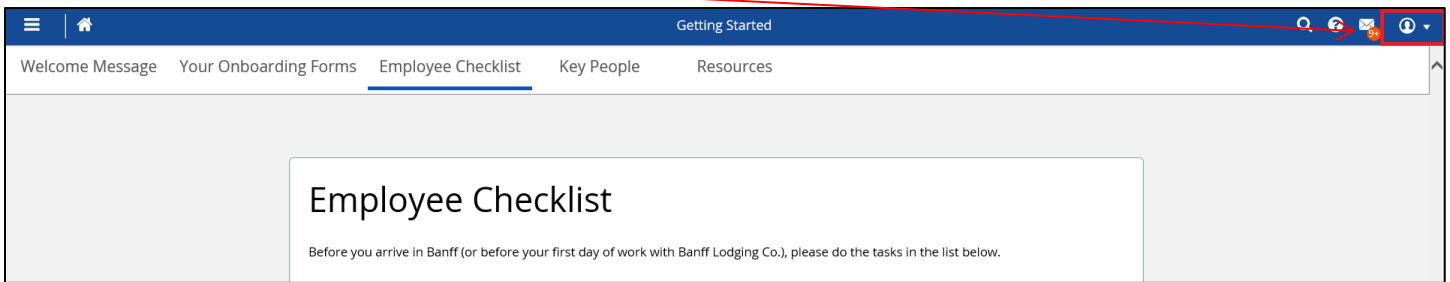 Getting Started
9+
Welcome Message Your Onboarding Forms Employee Checklist Key People Resources
Employee Checklist
Before you arrive in Banff (or before your first day of work with Banff Lodging Co.), please do the tasks in the list below.